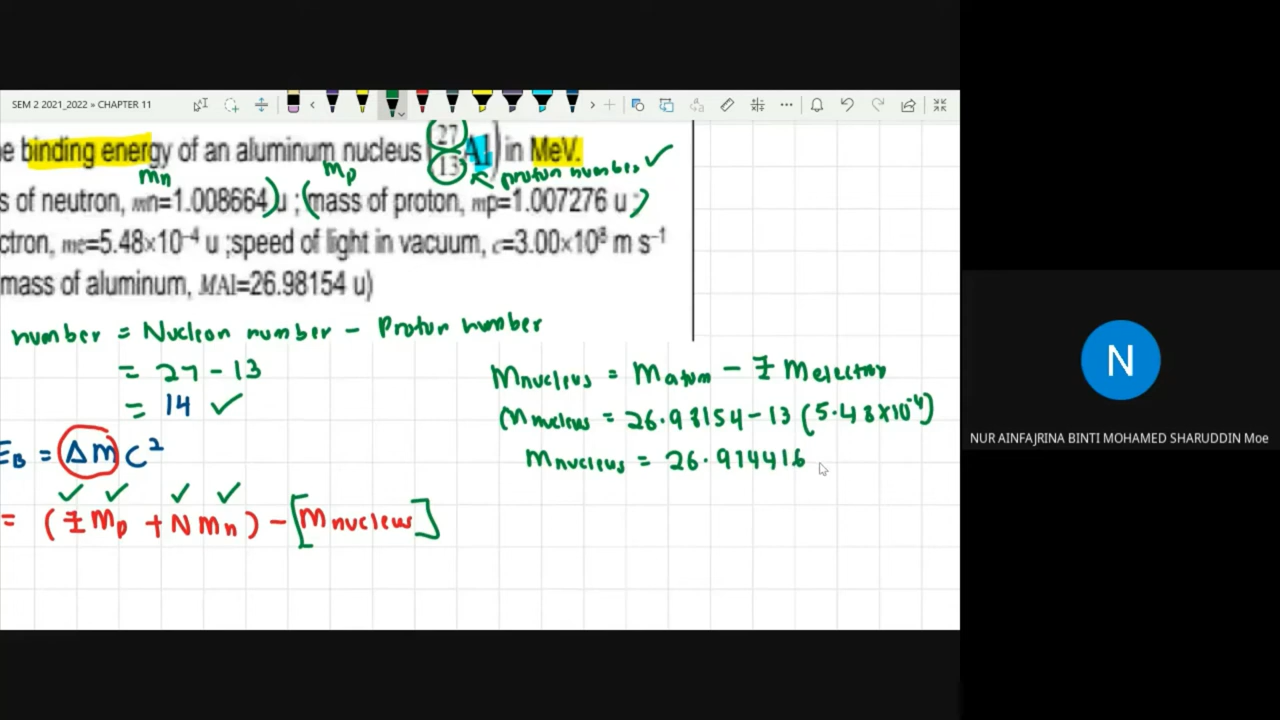 SEM 2 2021_2022 » CHAPTER 11
e binding energy of an aluminum nucleus (27 13 Al) in MeV.
mn mp proton number ✓
s of neutron, mn=1.008664) u ; (mass of proton, mp=1.007276 u ;)
ctron, me=5.48×10⁻⁴ u ;speed of light in vacuum, c=3.00×10⁸ m s⁻¹
mass of aluminum, MAl=26.98154 u)
number = Nucleon number - Proton number
= 27 - 13
= 14 ✓
EB = Δm c²
✓ ✓ ✓ ✓
= (Z mp + N mn) - [Mnucleus]
Mnucleus = Matom - Z Melectron
Mnucleus = 26.98154 - 13 (5.48×10⁻⁴)
Mnucleus = 26.974416
N
NUR AINFAJRINA BINTI MOHAMED SHARUDDIN Moe